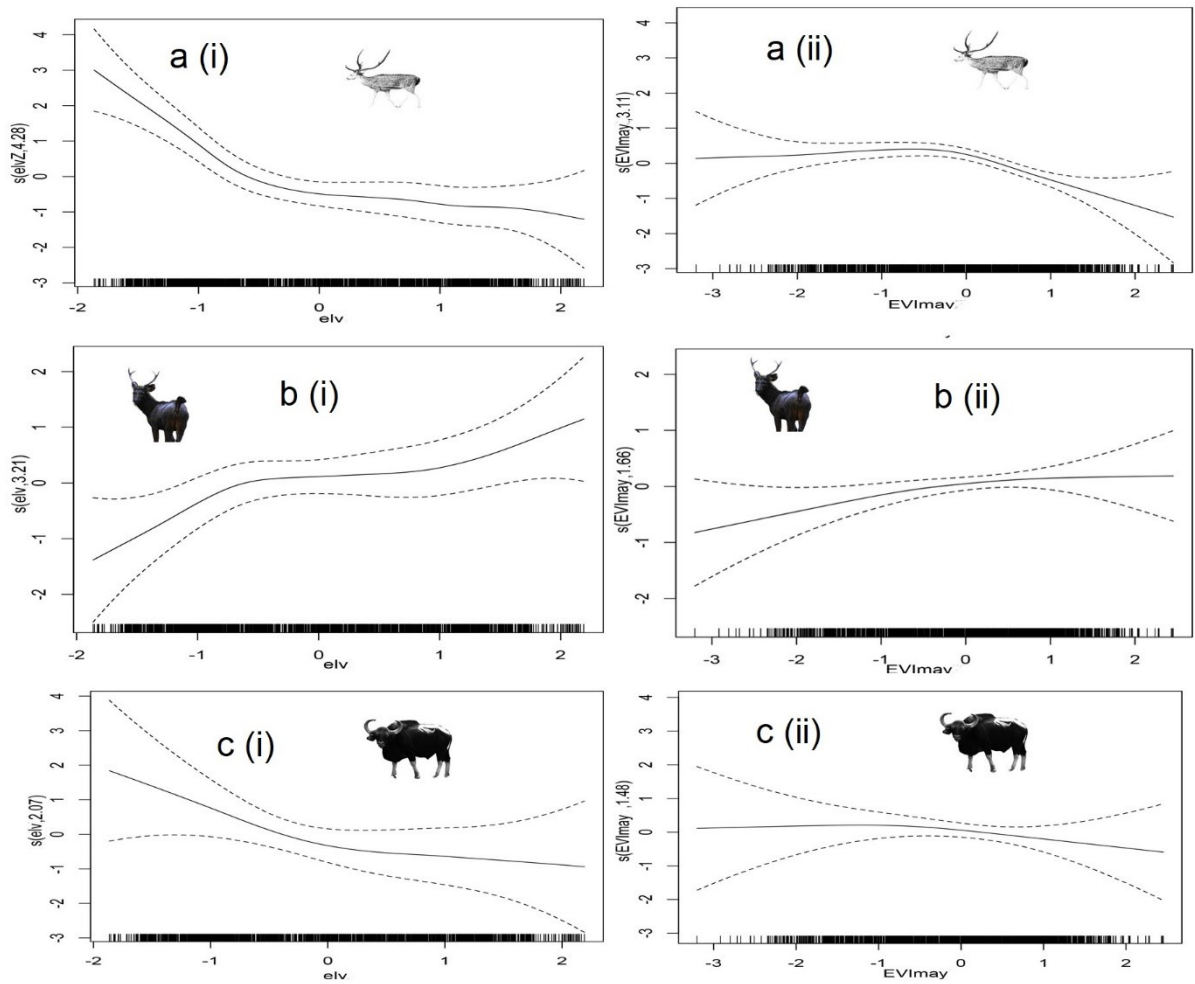 a (i)
s(elvZ,4.28)
4
3
2
1
0
-1
-2
-3
-2 -1 0 1 2
elv
a (ii)
s(EVImay,,3.11)
4
3
2
1
0
-1
-2
-3
-3 -2 -1 0 1 2
EVImay
b (i)
s(elv,3.21)
2
1
0
-1
-2
-2 -1 0 1 2
elv
b (ii)
s(EVImay,1.66)
2
1
0
-1
-2
-3 -2 -1 0 1 2
EVImay
c (i)
s(elv,2.07)
4
3
2
1
0
-1
-2
-3
-2 -1 0 1 2
elv
c (ii)
s(EVImay ,1.48)
4
3
2
1
0
-1
-2
-3
-3 -2 -1 0 1 2
EVImay